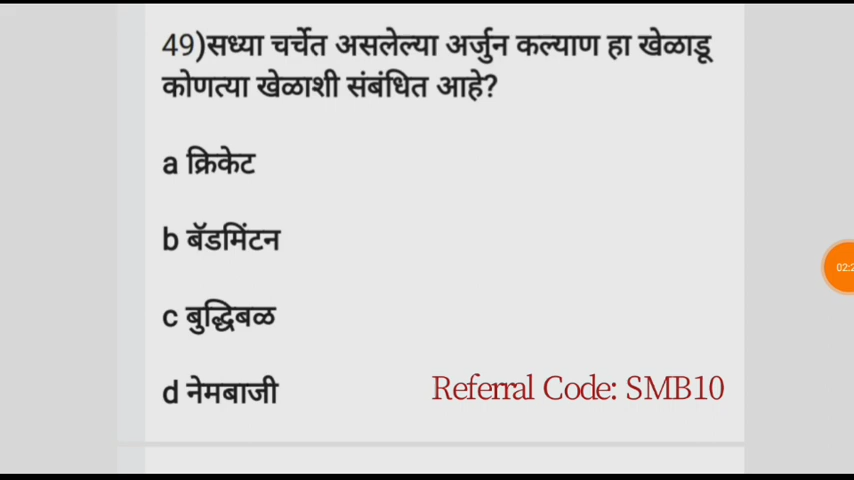 49)सध्या चर्चेत असलेल्या अर्जुन कल्याण हा खेळाडू
कोणत्या खेळाशी संबंधित आहे?
a क्रिकेट
b बॅडमिंटन
c बुद्धिबळ
d नेमबाजी
Referral Code: SMB10